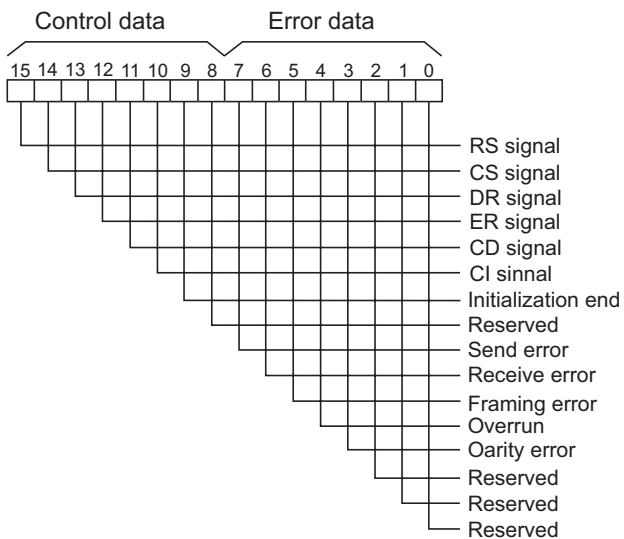 Control data Error data
15 14 13 12 11 10 9 8 7 6 5 4 3 2 1 0
RS signal
CS signal
DR signal
ER signal
CD signal
CI sinnal
Initialization end
Reserved
Send error
Receive error
Framing error
Overrun
Oarity error
Reserved
Reserved
Reserved